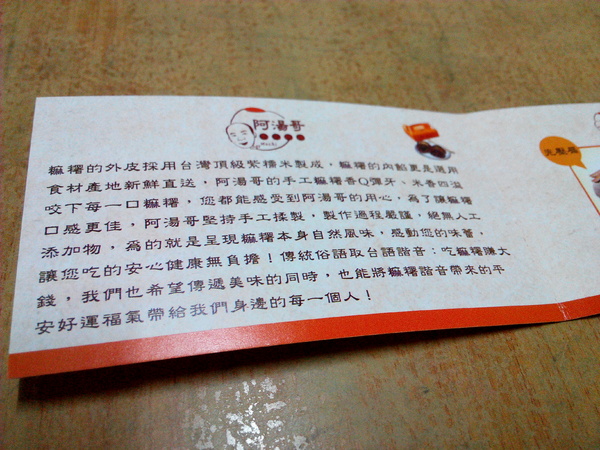 阿湯哥
Mochi
麻糬的外皮採用台灣頂級紫糯米製成，麻糬的內餡更是選用
食材產地新鮮直送，阿湯哥的手工麻糬香Q彈牙、米香四溢
咬下每一口麻糬，您都能感受到阿湯哥的用心，為了讓麻糬
口感更佳，阿湯哥堅持手工揉製，製作過程嚴謹，絕無人工
添加物，為的就是呈現麻糬本身自然風味，感動您的味蕾，
讓您吃的安心健康無負擔！傳統俗語取台語諧音：吃麻糬賺大
錢，我們也希望傳遞美味的同時，也能將麻糬諧音帶來的平
安好運福氣帶給我們身邊的每一個人！